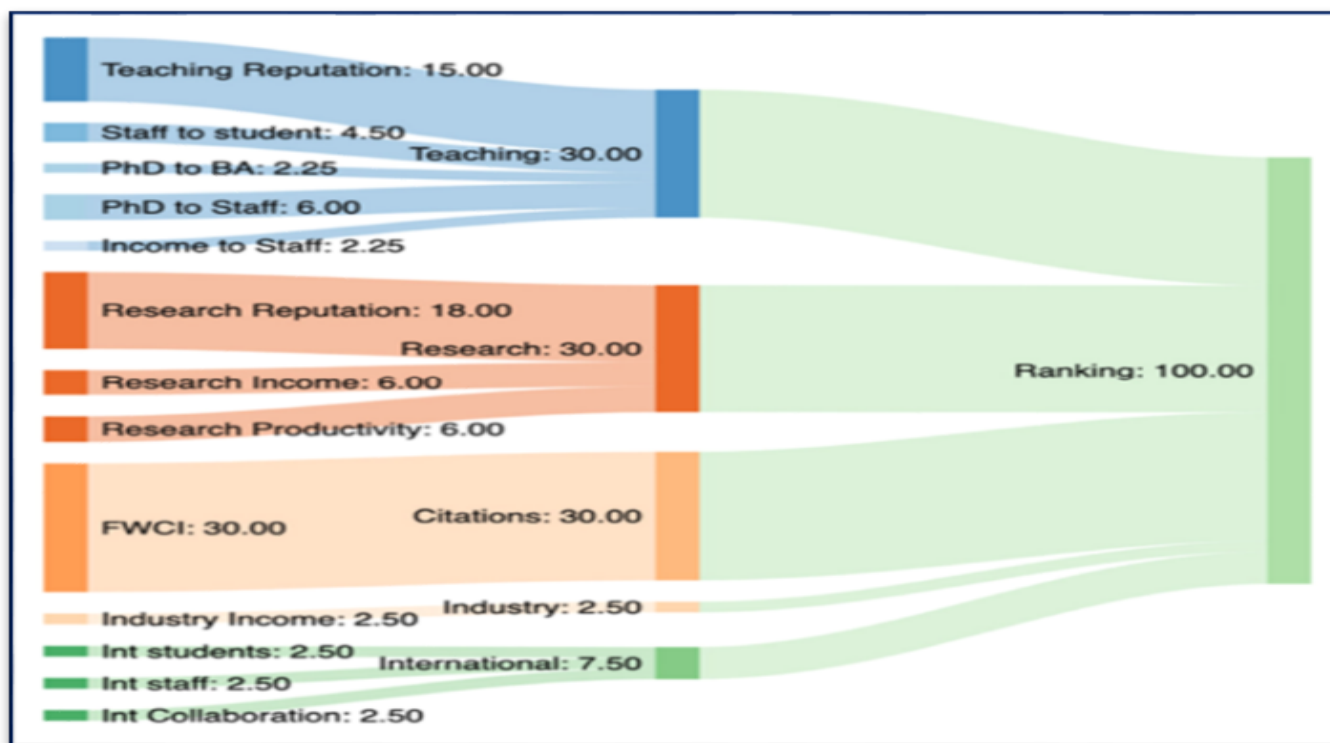 Teaching Reputation: 15.00
Staff to student: 4.50
Teaching: 30.00
PhD to BA: 2.25
PhD to Staff: 6.00
Income to Staff: 2.25
Research Reputation: 18.00
Research: 30.00
Ranking: 100.00
Research Income: 6.00
Research Productivity: 6.00
Citations: 30.00
FWCI: 30.00
Industry: 2.50
Industry Income: 2.50
Int students: 2.50
International: 7.50
Int staff: 2.50
Int Collaboration: 2.50